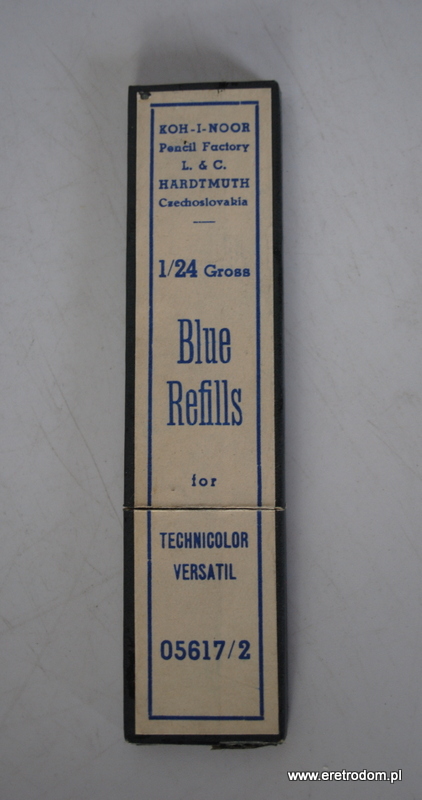 KOH-I-NOOR
Pencil Factory
L. & C.
HARDTMUTH
Czechoslovakia
1/24 Gross
Blue
Refills
for
TECHNICOLOR
VERSATIL
05617/2
www.eretrodom.pl